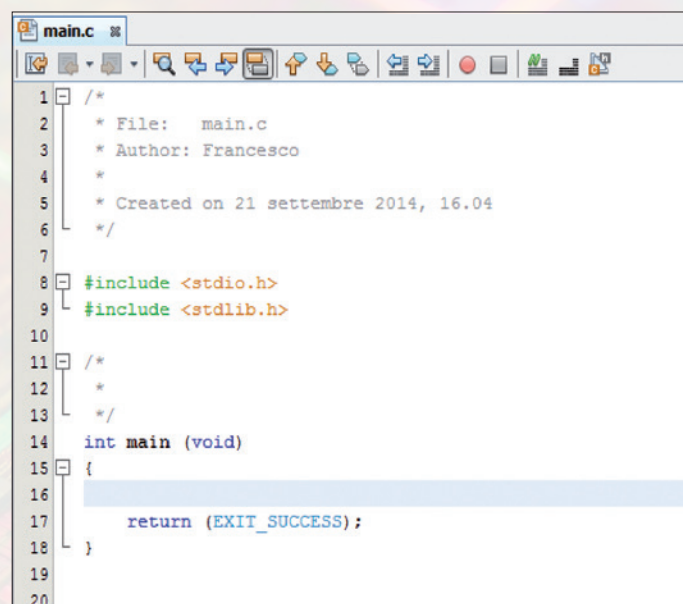 main.c
1 /*
2  * File:   main.c
3  * Author: Francesco
4  *
5  * Created on 21 settembre 2014, 16.04
6  */
7
8 #include <stdio.h>
9 #include <stdlib.h>
10
11 /*
12  *
13  */
14 int main (void)
15 {
16
17     return (EXIT_SUCCESS);
18 }
19
20